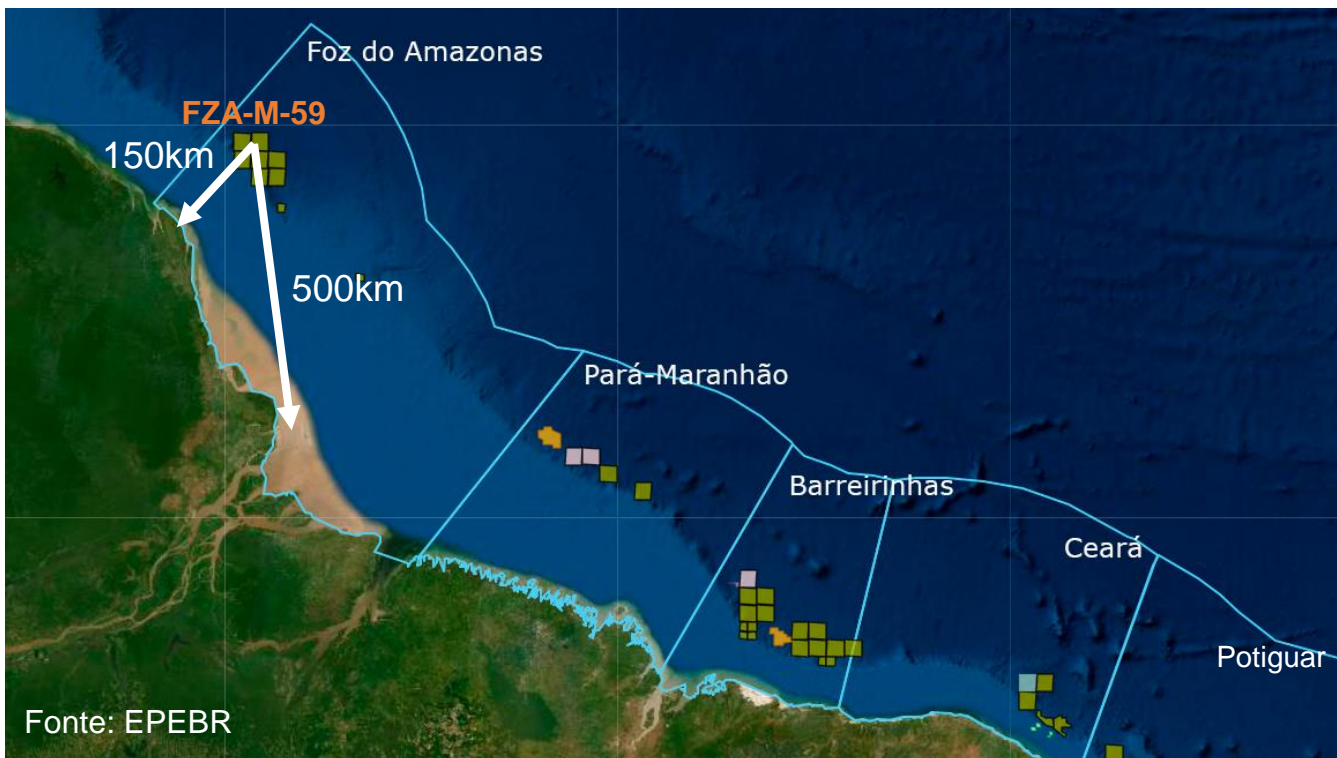 Foz do Amazonas
FZA-M-59
150km
500km
Pará-Maranhão
Barreirinhas
Ceará
Potiguar
Fonte: EPEBR